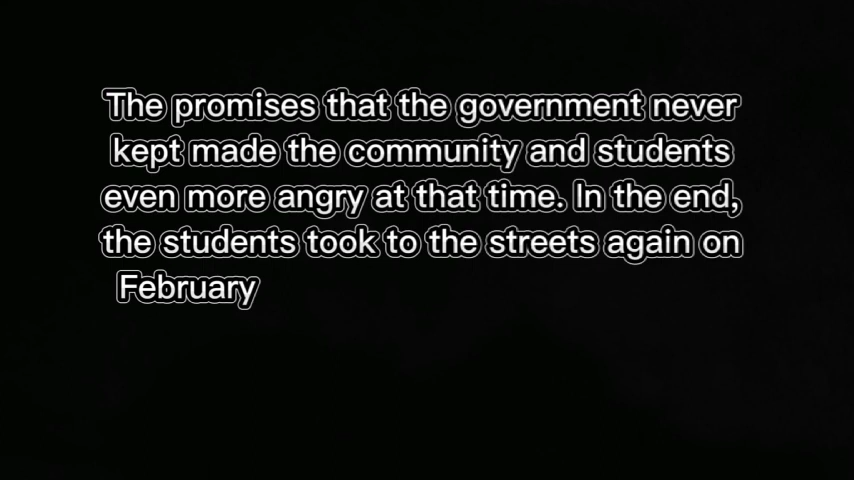 The promises that the government never
kept made the community and students
even more angry at that time. In the end,
the students took to the streets again on
February